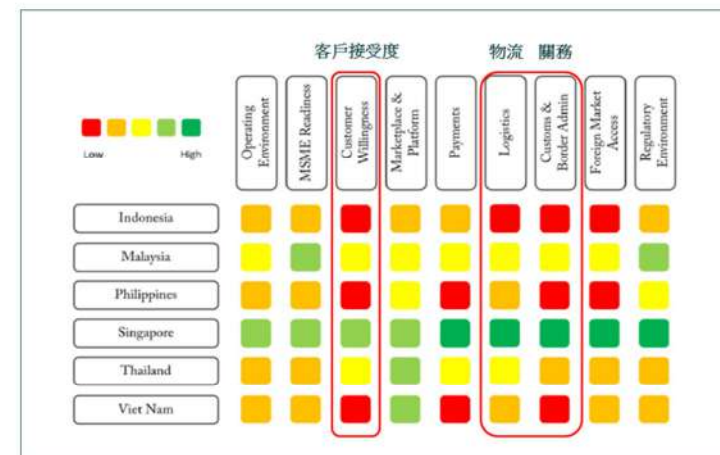 客戶接受度
物流 關務
Low
High
Operating
Environment
MSME Readiness
Customer
Willingness
Marketplace &
Platform
Payments
Logistics
Customs &
Border Admin
Foreign Market
Access
Regulatory
Environment
Indonesia
Malaysia
Philippines
Singapore
Thailand
Viet Nam